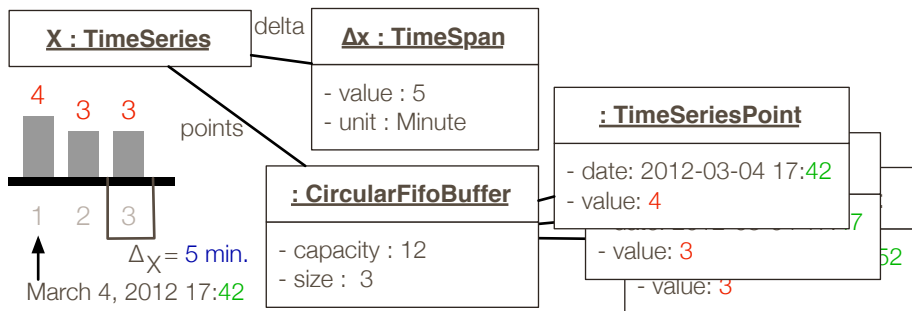 X : TimeSeries
delta
Δx : TimeSpan
- value : 5
- unit : Minute
4 3 3
points
1 2 3
ΔX = 5 min.
March 4, 2012 17:42
: CircularFifoBuffer
- capacity : 12
- size : 3
: TimeSeriesPoint
- date: 2012-03-04 17:42
- value: 4
7
- value: 3
52
- value: 3